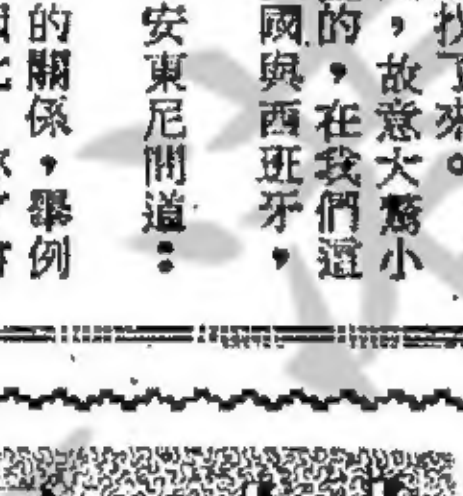 來。
，故意大驚小
的，在我們這
國與西班牙，
安東尼問道：
的關係，舉例